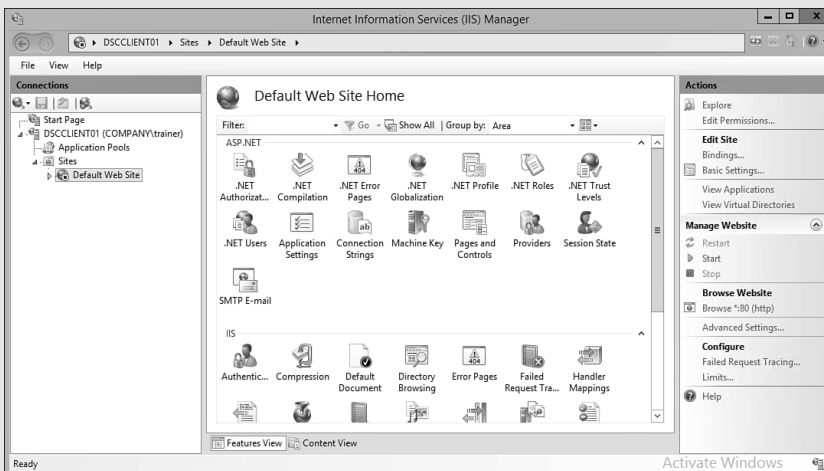 Internet Information Services (IIS) Manager
DSCCLIENT01 Sites Default Web Site
File View Help
Connections
Start Page
DSCCLIENT01 (COMPANY\trainer)
Application Pools
Sites
Default Web Site
Default Web Site Home
Filter: Go Show All Group by: Area
ASP.NET
.NET Authorizat...
.NET Compilation
.NET Error Pages
.NET Globalization
.NET Profile
.NET Roles
.NET Trust Levels
.NET Users
Application Settings
Connection Strings
Machine Key
Pages and Controls
Providers
Session State
SMTP E-mail
IIS
Authentic...
Compression
Default Document
Directory Browsing
Error Pages
Failed Request Tra...
Handler Mappings
Features View
Content View
Actions
Explore
Edit Permissions...
Edit Site
Bindings...
Basic Settings...
View Applications
View Virtual Directories
Manage Website
Restart
Start
Stop
Browse Website
Browse *:80 (http)
Advanced Settings...
Configure
Failed Request Tracing...
Limits...
Help
Ready
Activate Windows